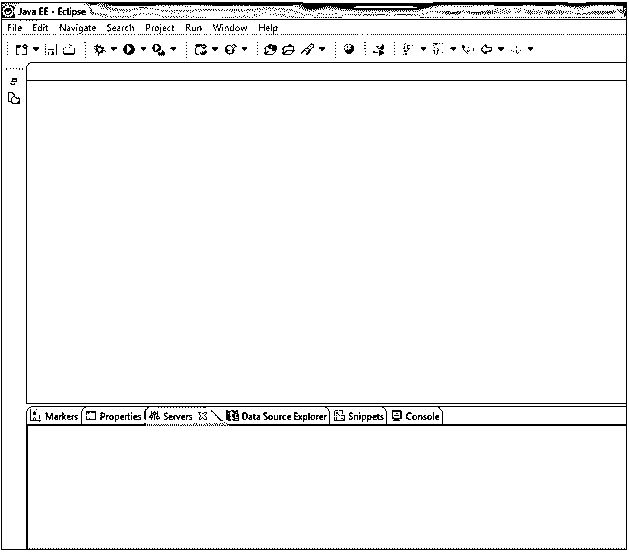 Java EE - Eclipse
File Edit Navigate Search Project Run Window Help
Markers Properties Servers Data Source Explorer Snippets Console